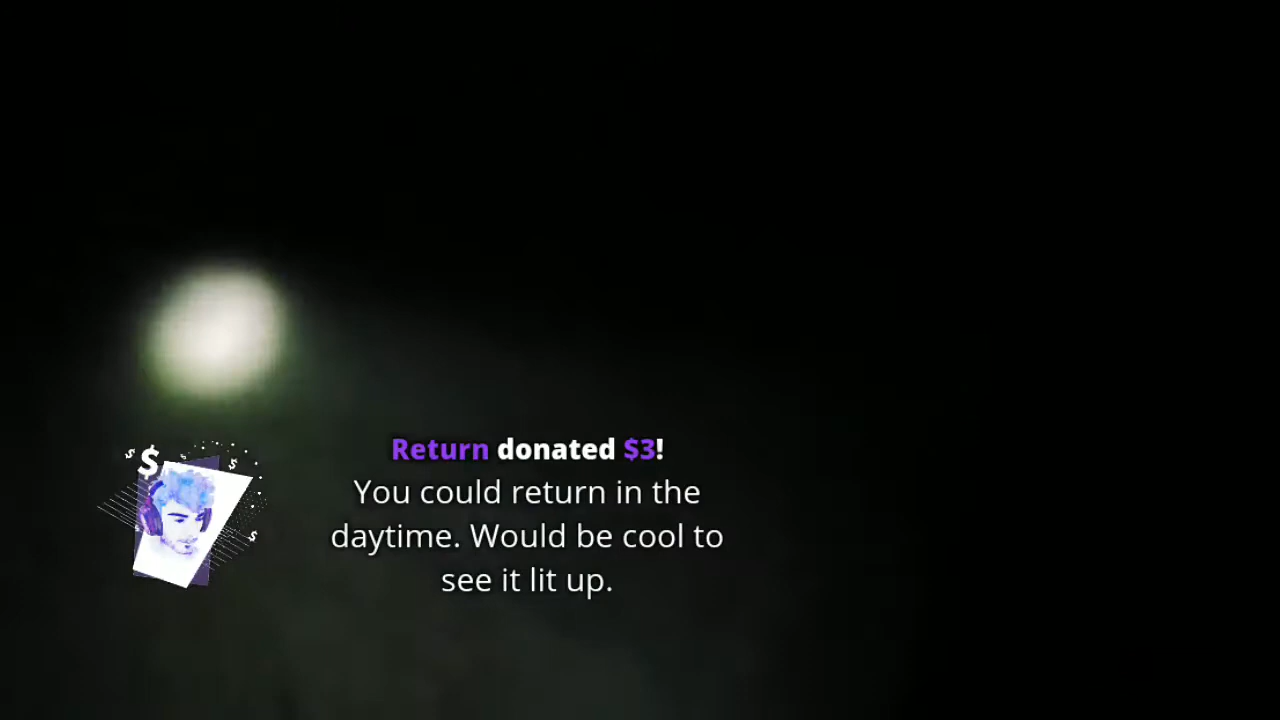 Return donated $3!
You could return in the
daytime. Would be cool to
see it lit up.